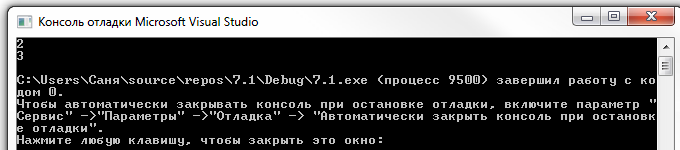 Консоль отладки Microsoft Visual Studio
2
3
C:\Users\Саня\source\repos\7.1\Debug\7.1.exe (процесс 9500) завершил работу с ко
дом 0.
Чтобы автоматически закрывать консоль при остановке отладки, включите параметр "
Сервис" ->"Параметры" ->"Отладка" -> "Автоматически закрыть консоль при остановк
е отладки".
Нажмите любую клавишу, чтобы закрыть это окно: